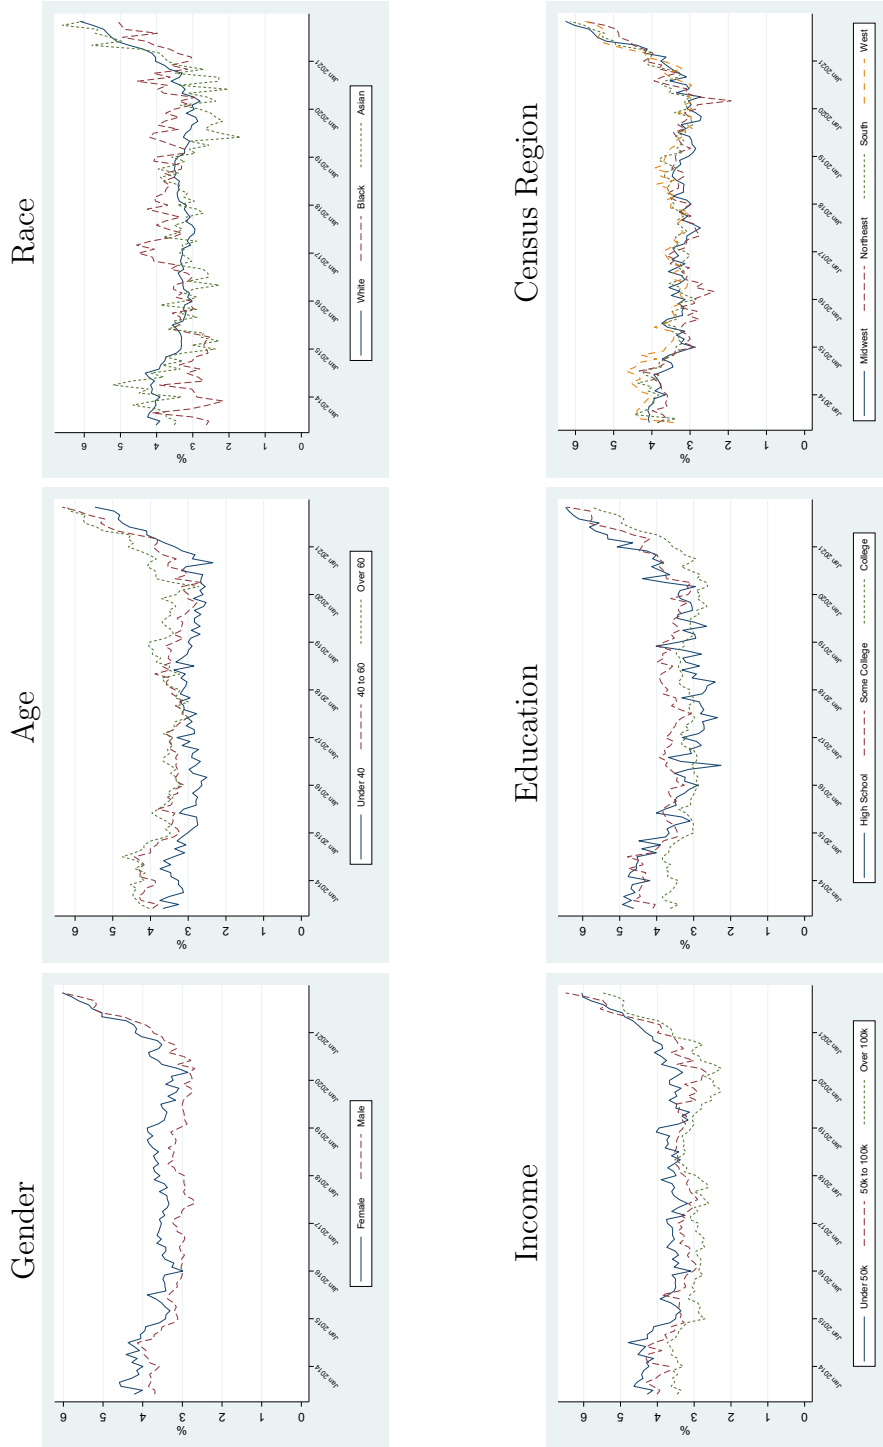 Gender
6
5
4
3
2
1
0
%
Jan 2014
Jan 2015
Jan 2016
Jan 2017
Jan 2018
Jan 2019
Jan 2020
Jan 2021
Female Male
Age
6
5
4
3
2
1
0
%
Jan 2014
Jan 2015
Jan 2016
Jan 2017
Jan 2018
Jan 2019
Jan 2020
Jan 2021
Under 40 40 to 60 Over 60
Race
6
5
4
3
2
1
0
%
Jan 2014
Jan 2015
Jan 2016
Jan 2017
Jan 2018
Jan 2019
Jan 2020
Jan 2021
White Black Asian
Income
6
5
4
3
2
1
0
%
Jan 2014
Jan 2015
Jan 2016
Jan 2017
Jan 2018
Jan 2019
Jan 2020
Jan 2021
Under 50k 50k to 100k Over 100k
Education
6
5
4
3
2
1
0
%
Jan 2014
Jan 2015
Jan 2016
Jan 2017
Jan 2018
Jan 2019
Jan 2020
Jan 2021
High School Some College College
Census Region
6
5
4
3
2
1
0
%
Jan 2014
Jan 2015
Jan 2016
Jan 2017
Jan 2018
Jan 2019
Jan 2020
Jan 2021
Midwest Northeast South West